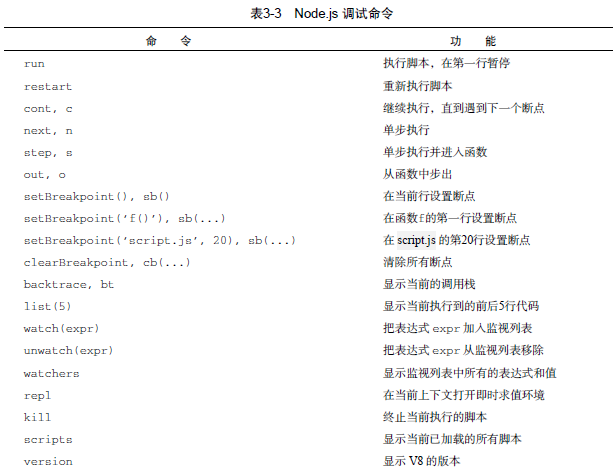 表3-3 Node.js 调试命令
命 令 功 能
run 执行脚本，在第一行暂停
restart 重新执行脚本
cont, c 继续执行，直到遇到下一个断点
next, n 单步执行
step, s 单步执行并进入函数
out, o 从函数中步出
setBreakpoint(), sb() 在当前行设置断点
setBreakpoint(‘f()’), sb(...) 在函数f的第一行设置断点
setBreakpoint(‘script.js’, 20), sb(...) 在 script.js 的第20行设置断点
clearBreakpoint, cb(...) 清除所有断点
backtrace, bt 显示当前的调用栈
list(5) 显示当前执行到的前后5行代码
watch(expr) 把表达式 expr 加入监视列表
unwatch(expr) 把表达式 expr 从监视列表移除
watchers 显示监视列表中所有的表达式和值
repl 在当前上下文打开即时求值环境
kill 终止当前执行的脚本
scripts 显示当前已加载的所有脚本
version 显示 V8 的版本